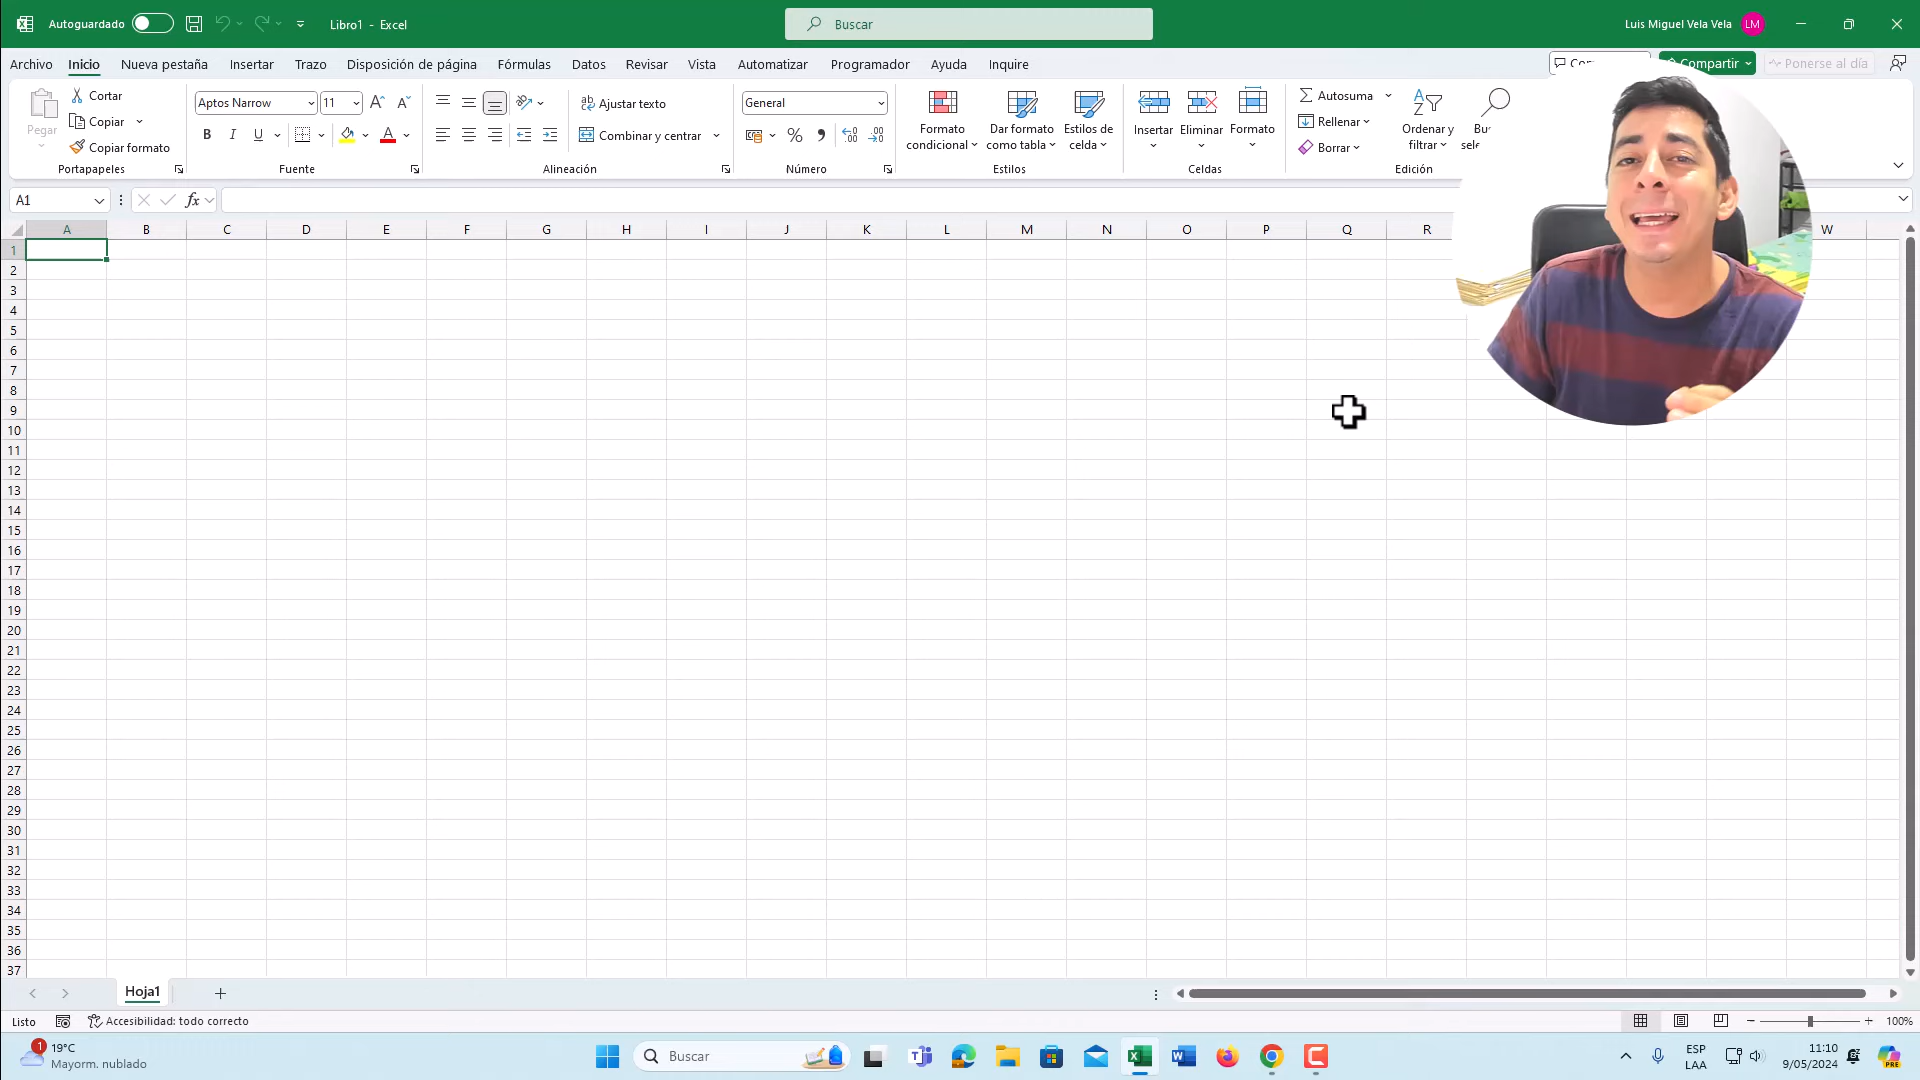 Autoguardado Libro1 - Excel Buscar Luis Miguel Vela Vela LM
Archivo Inicio Nueva pestaña Insertar Trazo Disposición de página Fórmulas Datos Revisar Vista Automatizar Programador Ayuda Inquire Compartir Ponerse al día
Pegar
Cortar
Copiar
Copiar formato
Portapapeles
Aptos Narrow 11
Fuente
Ajustar texto
Combinar y centrar
Alineación
General
Número
Formato condicional
Dar formato como tabla
Estilos de celda
Estilos
Insertar Eliminar Formato
Celdas
Autosuma
Rellenar
Borrar
Ordenar y filtrar
Edición
A1 fx
A B C D E F G H I J K L M N O P Q R W
1
2
3
4
5
6
7
8
9
10
11
12
13
14
15
16
17
18
19
20
21
22
23
24
25
26
27
28
29
30
31
32
33
34
35
36
37
Hoja1
Listo Accesibilidad: todo correcto 100%
1 19°C
Mayorm. nublado
Buscar
ESP
LAA
11:10
9/05/2024
PRE